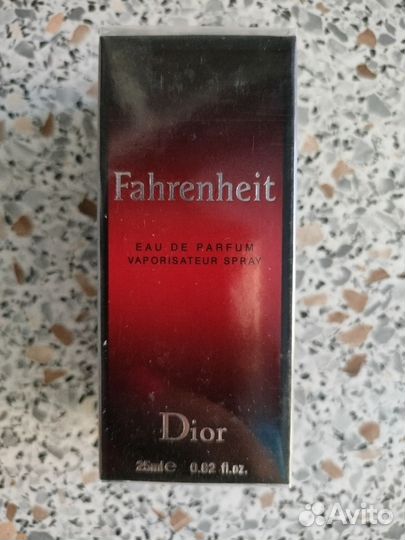 Fahrenheit
EAU DE PARFUM
VAPORISATEUR SPRAY
Dior
25ml e 0.82 fl.oz.
Avito